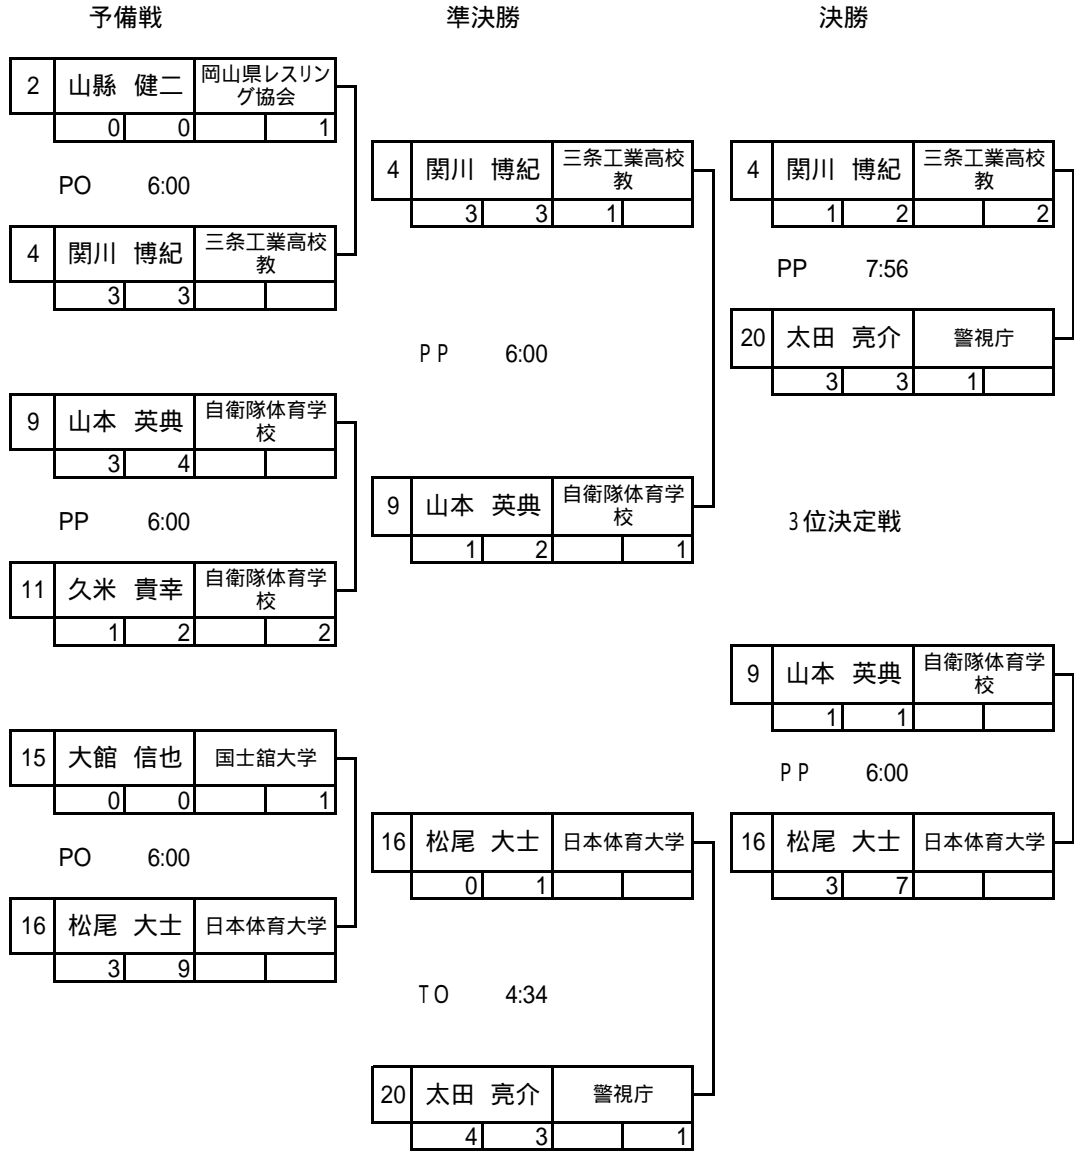 予備戦
2 山縣 健二 岡山県レスリン
グ協会
0 0 1
PO 6:00
4 関川 博紀 三条工業高校
教
3 3
9 山本 英典 自衛隊体育学
校
3 4
PP 6:00
11 久米 貴幸 自衛隊体育学
校
1 2 2
15 大館 信也 国士舘大学
0 0 1
PO 6:00
16 松尾 大士 日本体育大学
3 9
準決勝
4 関川 博紀 三条工業高校
教
3 3 1
PP 6:00
9 山本 英典 自衛隊体育学
校
1 2 1
16 松尾 大士 日本体育大学
0 1
TO 4:34
20 太田 亮介 警視庁
4 3 1
決勝
4 関川 博紀 三条工業高校
教
1 2 2
PP 7:56
20 太田 亮介 警視庁
3 3 1
3位決定戦
9 山本 英典 自衛隊体育学
校
1 1
PP 6:00
16 松尾 大士 日本体育大学
3 7